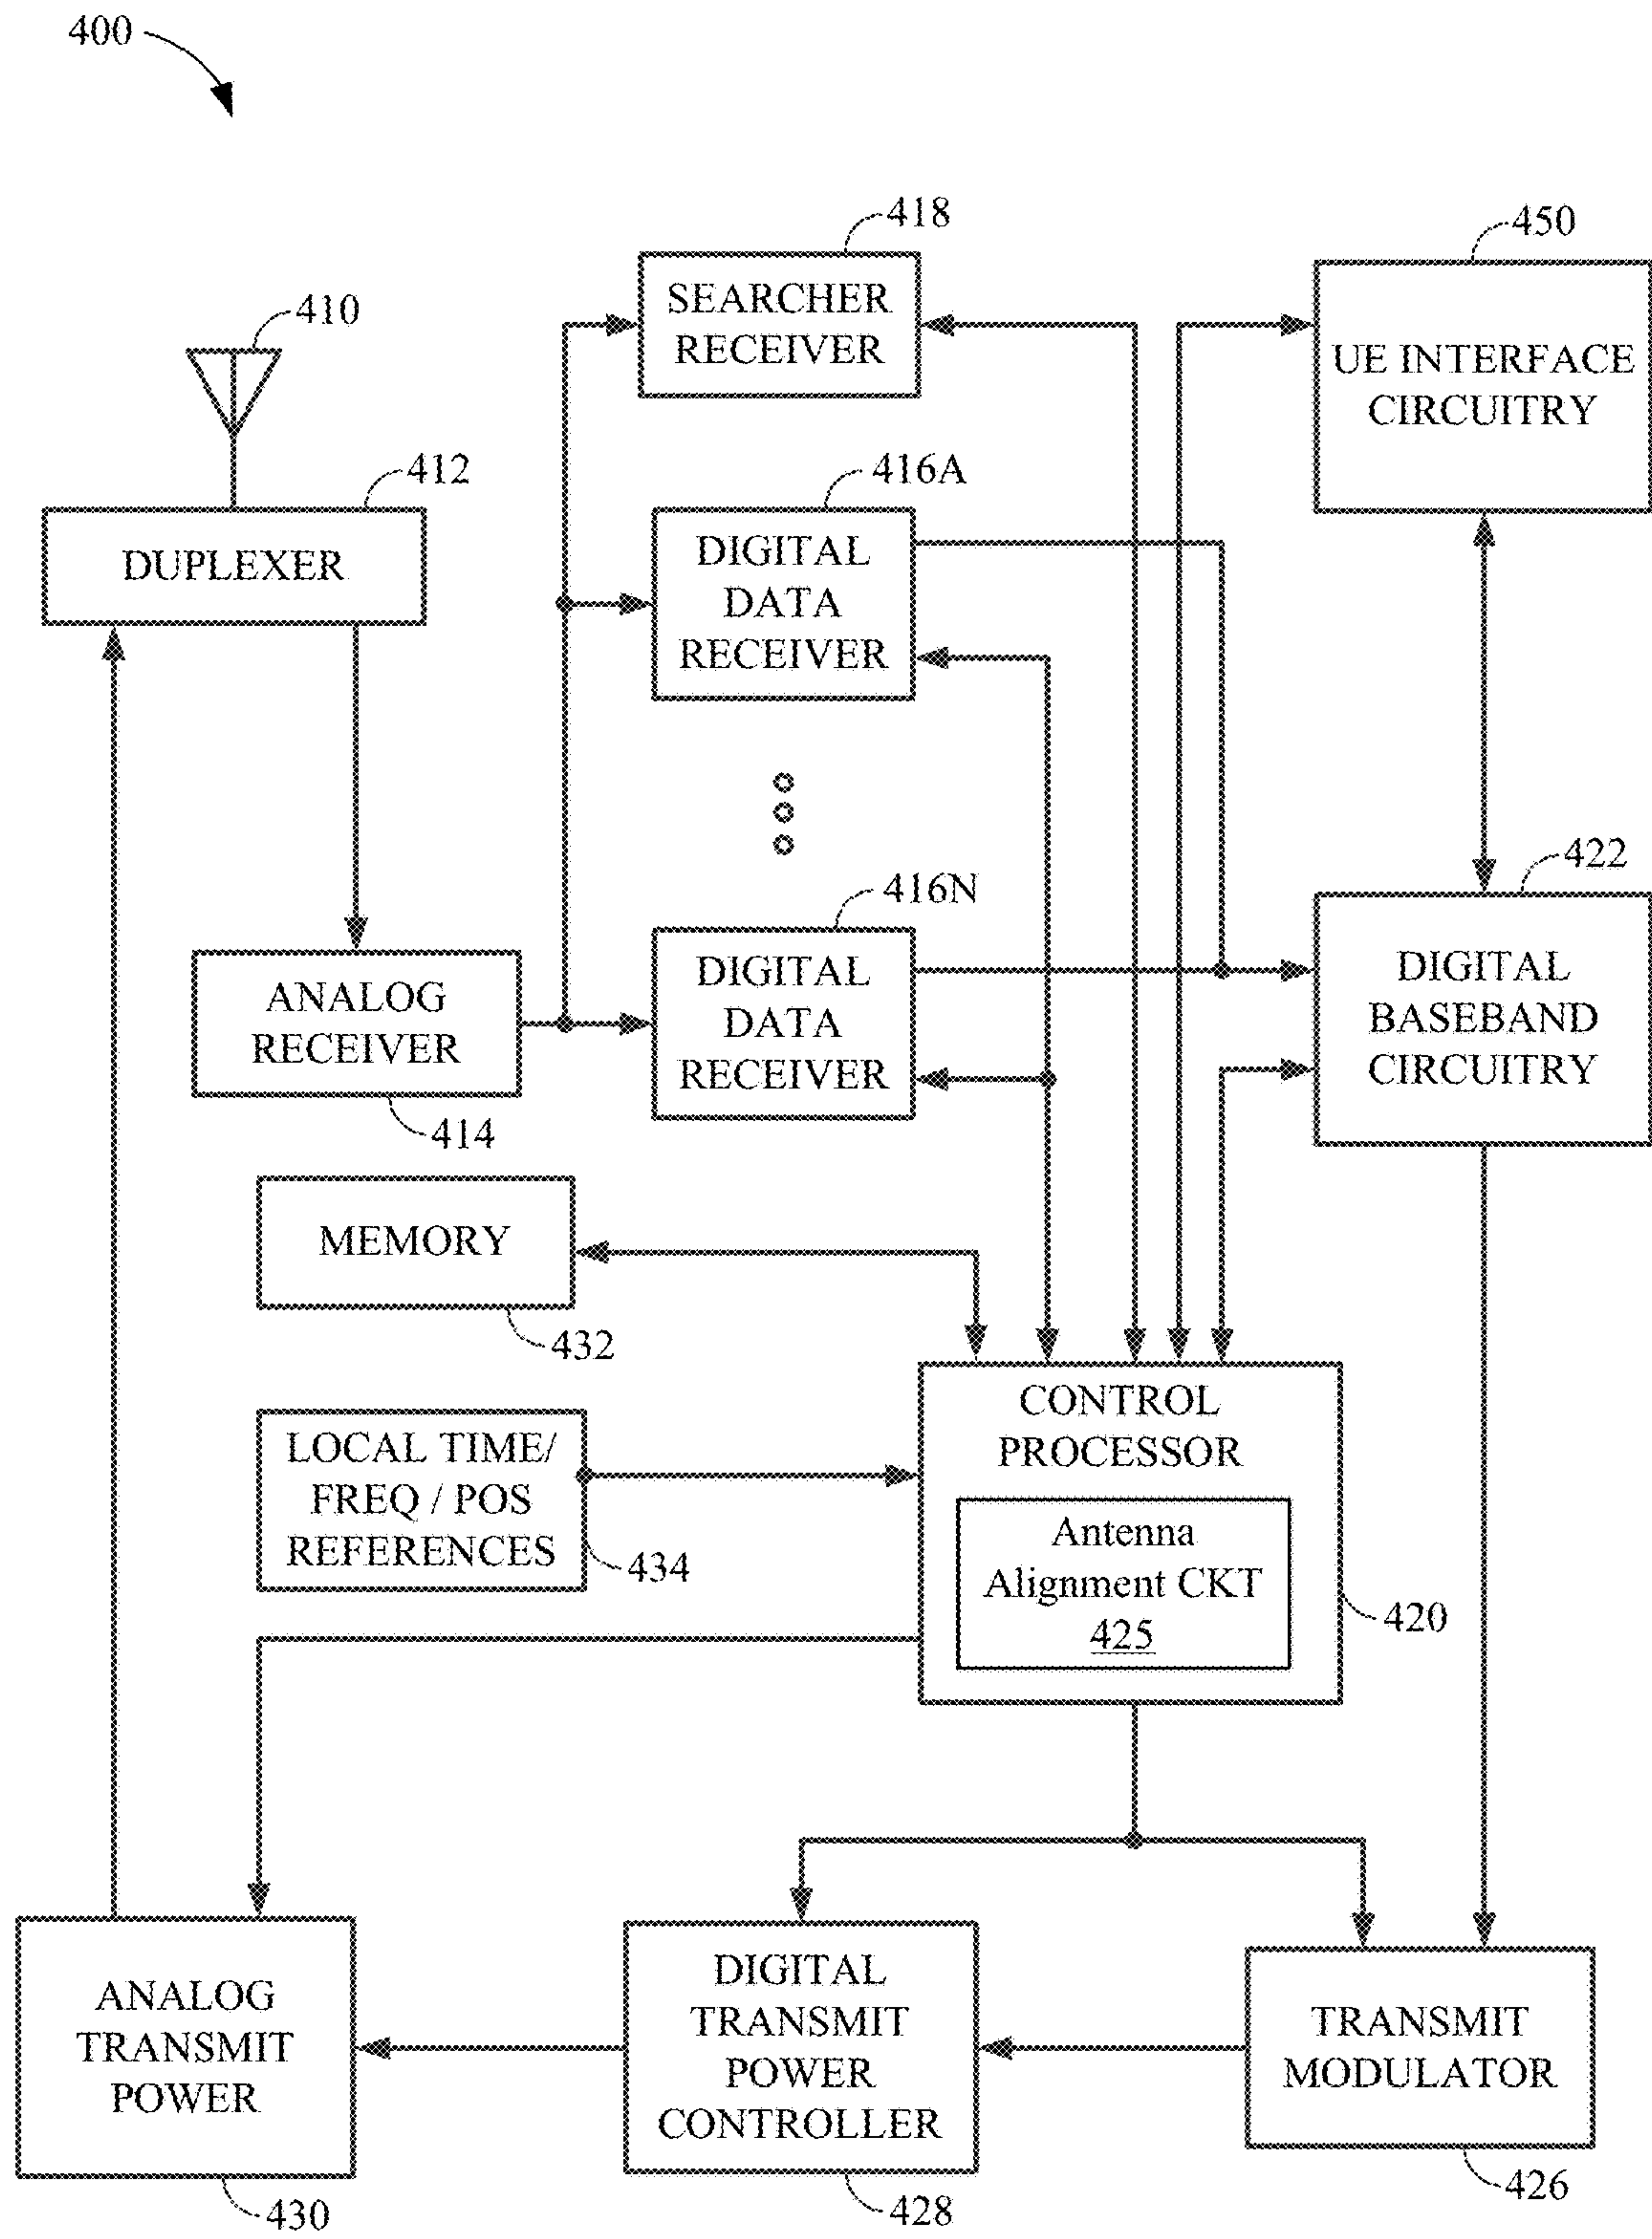 400
418
SEARCHER
RECEIVER
450
UE INTERFACE
CIRCUITRY
410
412
DUPLEXER
416A
DIGITAL
DATA
RECEIVER
416N
DIGITAL
DATA
RECEIVER
422
DIGITAL
BASEBAND
CIRCUITRY
ANALOG
RECEIVER
414
MEMORY
432
LOCAL TIME/
FREQ / POS
REFERENCES
434
CONTROL
PROCESSOR
Antenna
Alignment CKT
425
420
ANALOG
TRANSMIT
POWER
430
DIGITAL
TRANSMIT
POWER
CONTROLLER
428
TRANSMIT
MODULATOR
426